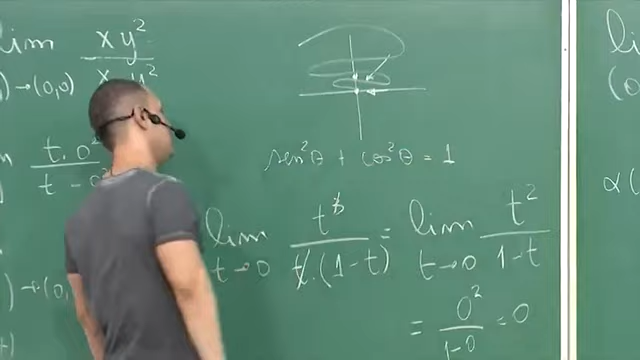 lim xy²
→(0,0) x y²
sen²θ + cos²θ = 1
t·0²
t - 0
lim t³ = lim t²
t→0 t·(1-t) t→0 1-t
= 0² = 0
1-0
→(0,
li
(0
α(